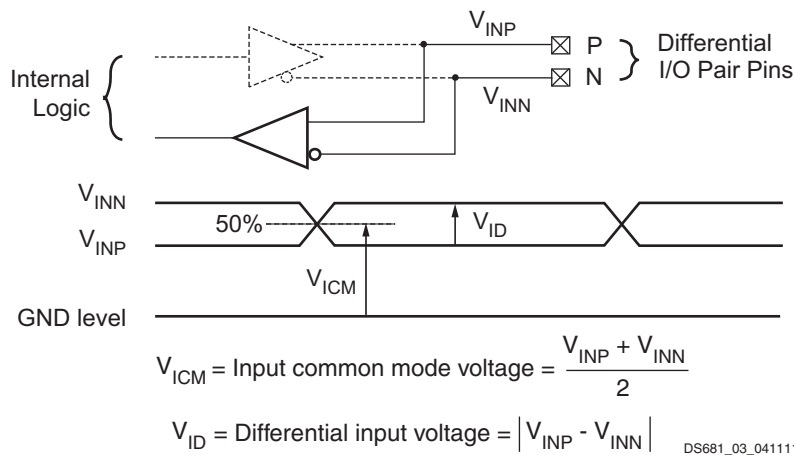 V_INP
P
Differential
I/O Pair Pins
Internal
Logic
N
V_INN
V_INN
50%
V_ID
V_INP
V_ICM
GND level
V_ICM = Input common mode voltage = (V_INP + V_INN) / 2
V_ID = Differential input voltage = |V_INP - V_INN|
DS681_03_041111